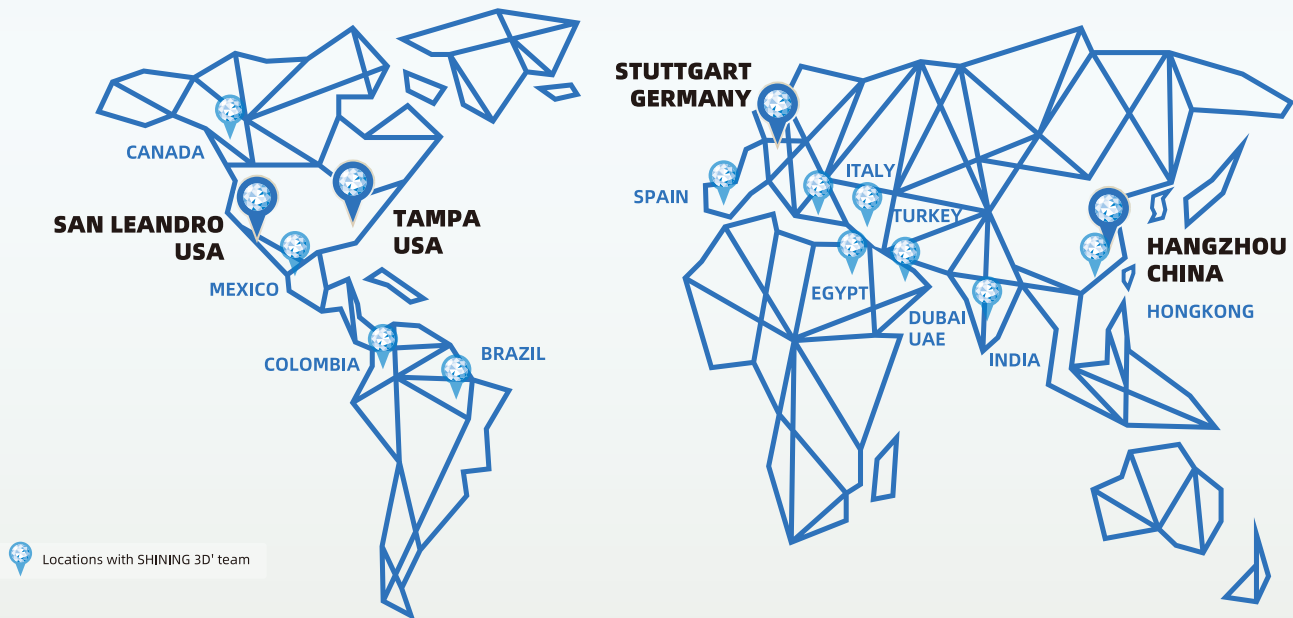 STUTTGART
GERMANY
CANADA
SPAIN
ITALY
SAN LEANDRO
USA
TAMPA
USA
TURKEY
HANGZHOU
CHINA
MEXICO
EGYPT
DUBAI
UAE
HONGKONG
COLOMBIA
BRAZIL
INDIA
Locations with SHINING 3D' team